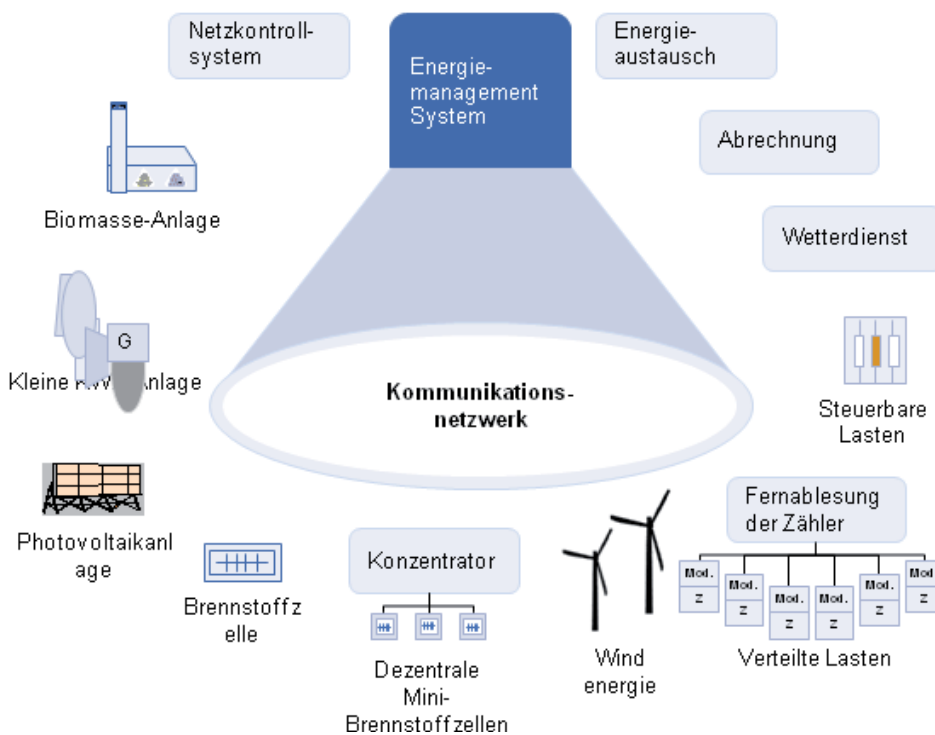 Netzkontroll-
system
Energie-
management
System
Energie-
austausch
Abrechnung
Biomasse-Anlage
Wetterdienst
G
Kleine Anlage
Kommunikations-
netzwerk
Steuerbare
Lasten
Photovoltaikanl
age
Brennstoffz
elle
Konzentrator
Dezentrale
Mini-
Brennstoffzellen
Wind
energie
Fernablesung
der Zähler
Mod.
Z
Mod.
Z
Mod.
Z
Mod.
Z
Mod.
Z
Mod.
Z
Verteilte Lasten